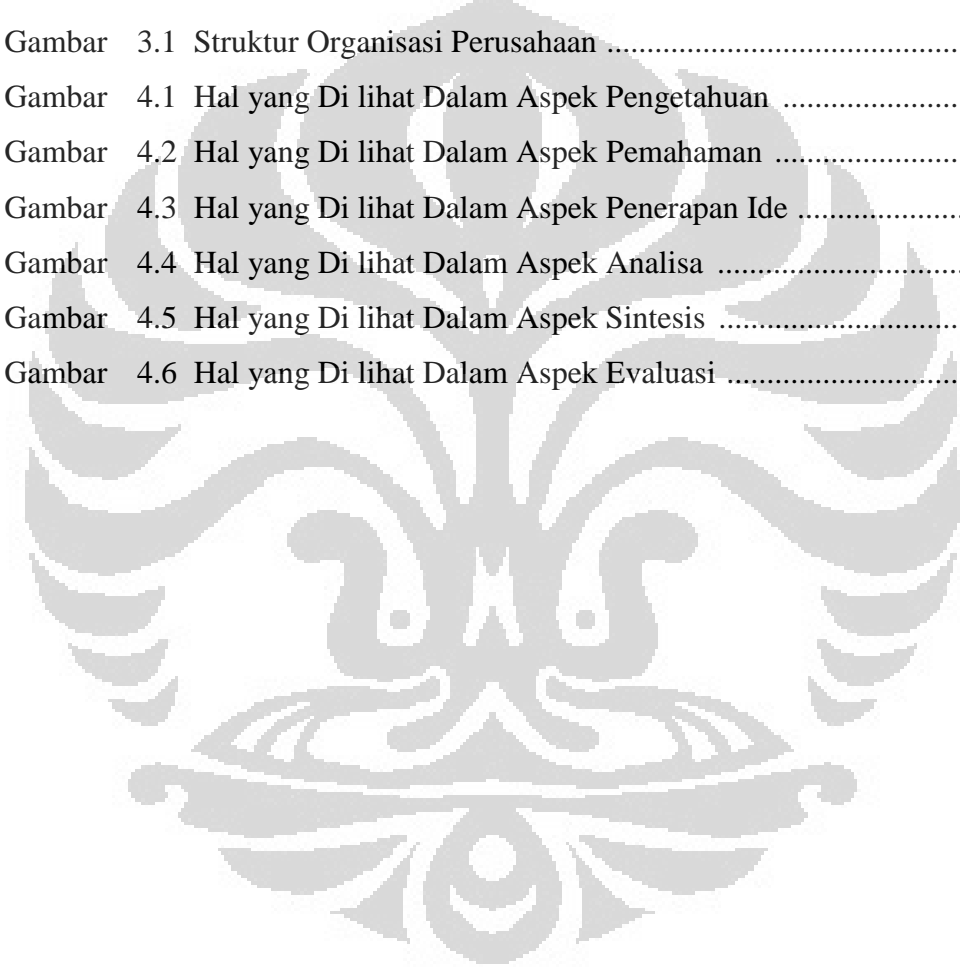 Gambar 3.1 Struktur Organisasi Perusahaan ..............................................
Gambar 4.1 Hal yang Di lihat Dalam Aspek Pengetahuan .......................
Gambar 4.2 Hal yang Di lihat Dalam Aspek Pemahaman ........................
Gambar 4.3 Hal yang Di lihat Dalam Aspek Penerapan Ide .....................
Gambar 4.4 Hal yang Di lihat Dalam Aspek Analisa ................................
Gambar 4.5 Hal yang Di lihat Dalam Aspek Sintesis ...............................
Gambar 4.6 Hal yang Di lihat Dalam Aspek Evaluasi ..............................